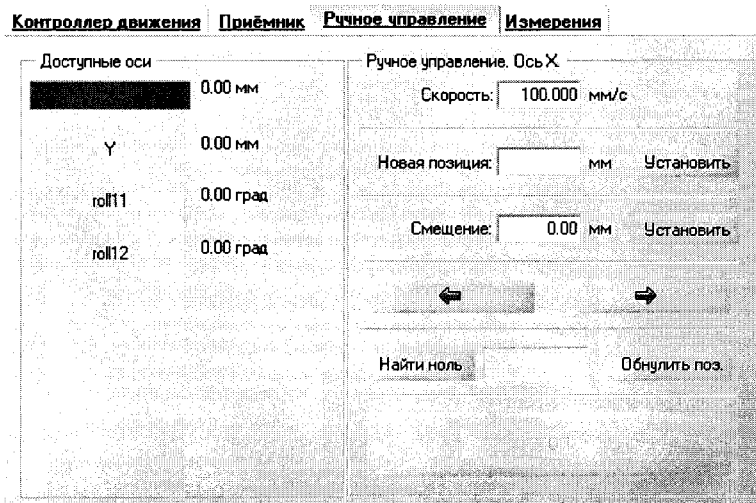 Контроллер движения Приёмник Ручное управление Измерения
Доступные оси
0.00 мм
Y 0.00 мм
roll11 0.00 град
roll12 0.00 град
Ручное управление. Ось X
Скорость: 100.000 мм/с
Новая позиция: мм Установить
Смещение: 0.00 мм Установить
Найти ноль Обнулить поз.